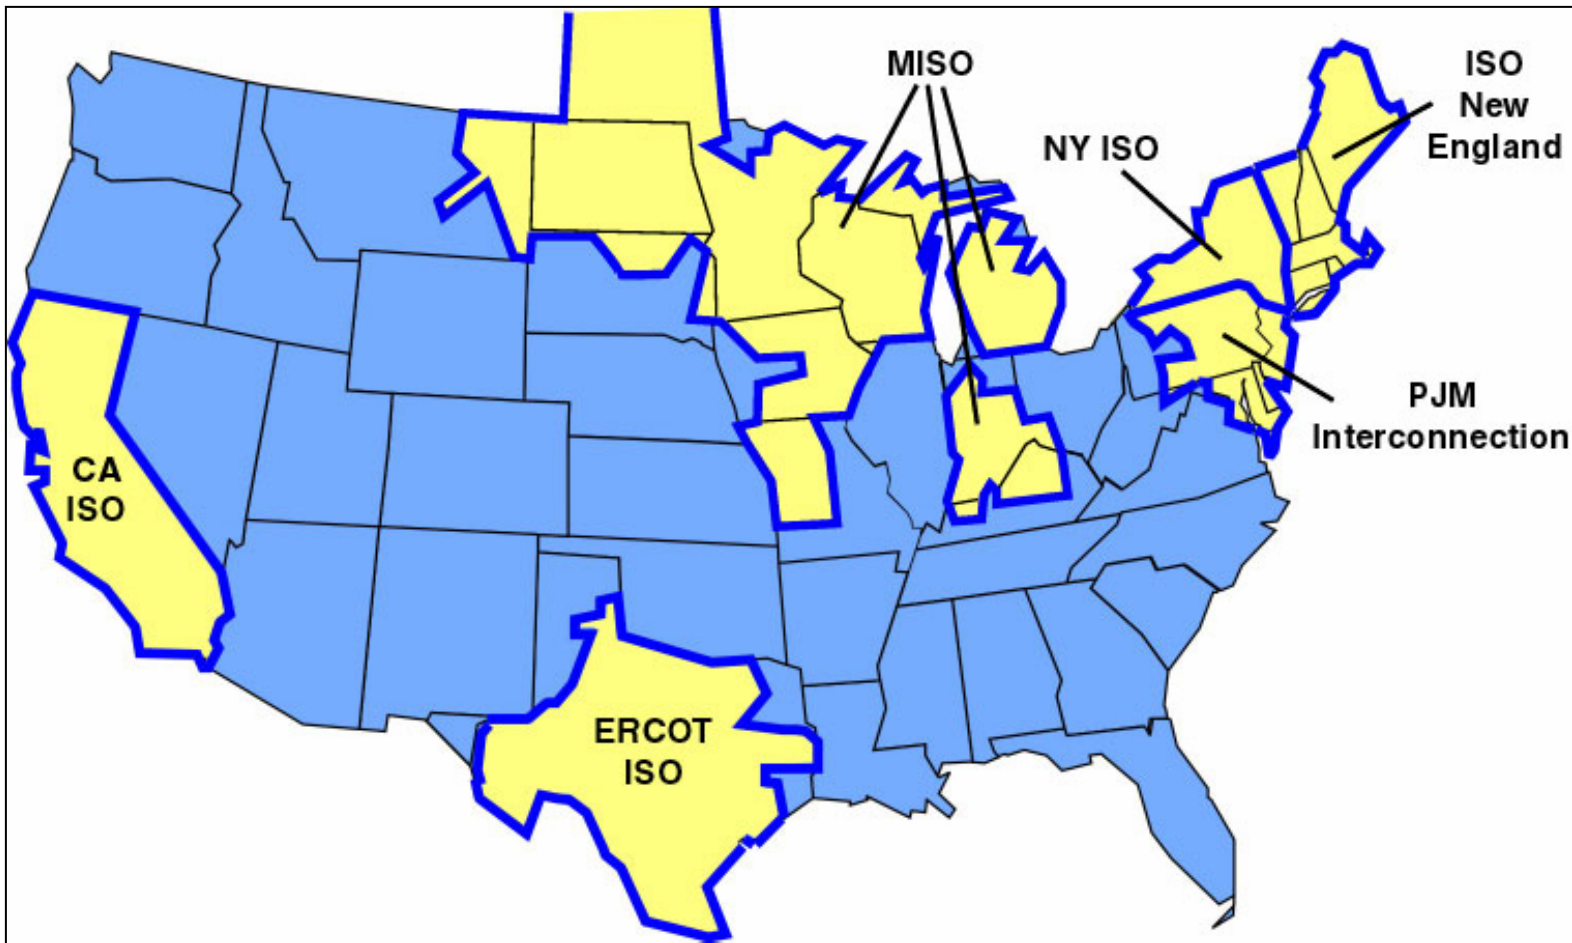 MISO
ISO
New
England
NY ISO
PJM
Interconnection
CA
ISO
ERCOT
ISO